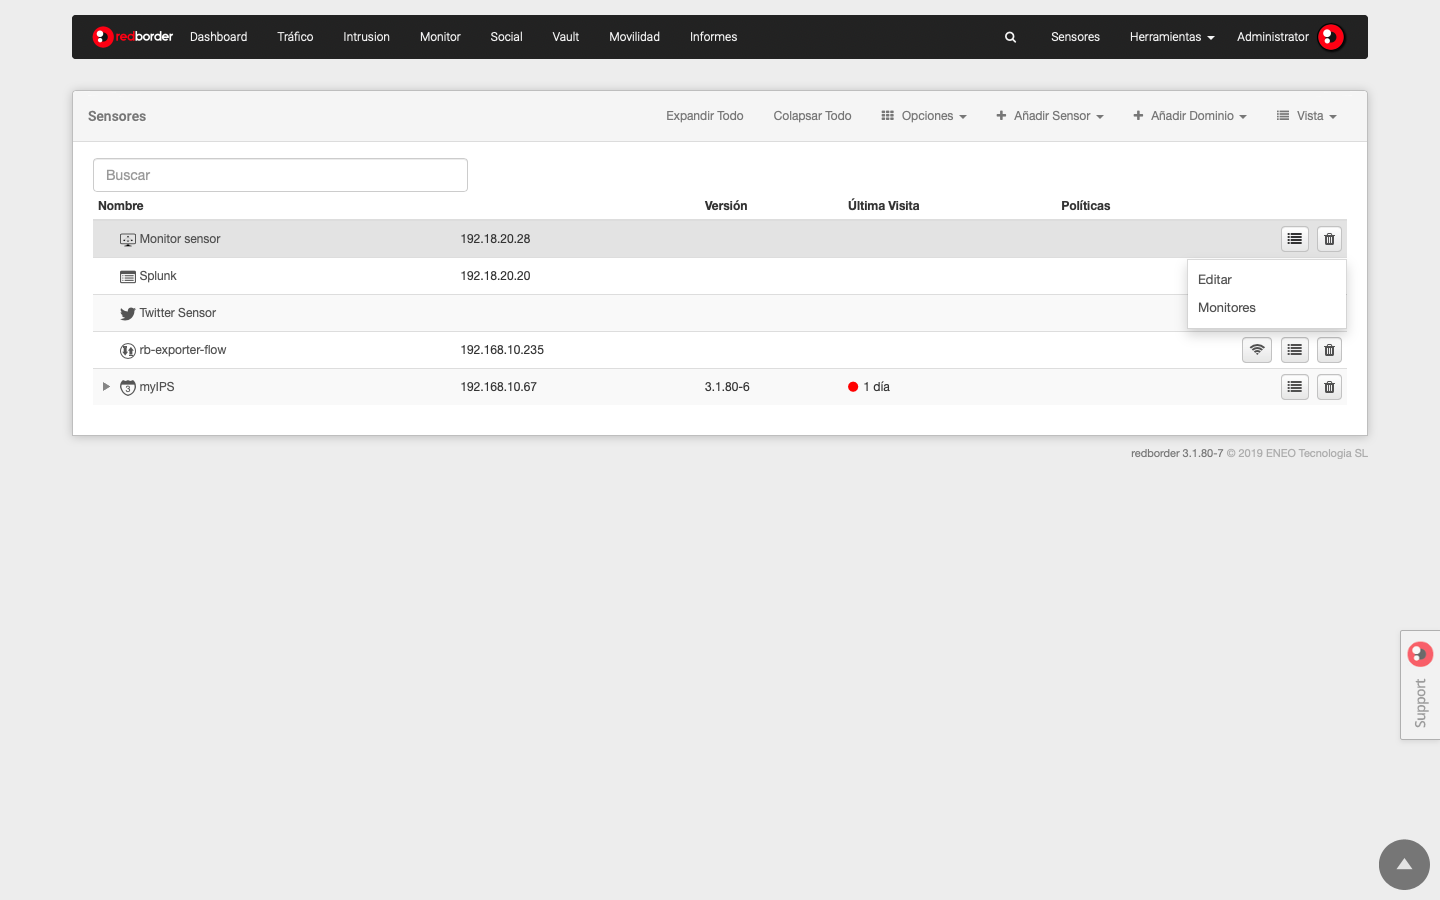 redborder Dashboard Tráfico Intrusion Monitor Social Vault Movilidad Informes Sensores Herramientas Administrator
Sensores Expandir Todo Colapsar Todo Opciones Añadir Sensor Añadir Dominio Vista
Buscar
Nombre Versión Última Visita Políticas
Monitor sensor 192.18.20.28
Splunk 192.18.20.20
Editar
Monitores
Twitter Sensor
rb-exporter-flow 192.168.10.235
3 myIPS 192.168.10.67 3.1.80-6 1 día
redborder 3.1.80-7 © 2019 ENEO Tecnologia SL
Support